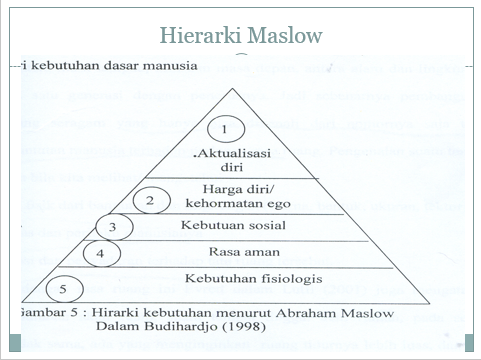 Hierarki Maslow
ri kebutuhan dasar manusia
1
.Aktualisasi
diri
2
Harga diri/
kehormatan ego
3
Kebutuan sosial
4
Rasa aman
5
Kebutuhan fisiologis
Gambar 5 : Hirarki kebutuhan menurut Abraham Maslow
Dalam Budihardjo (1998)